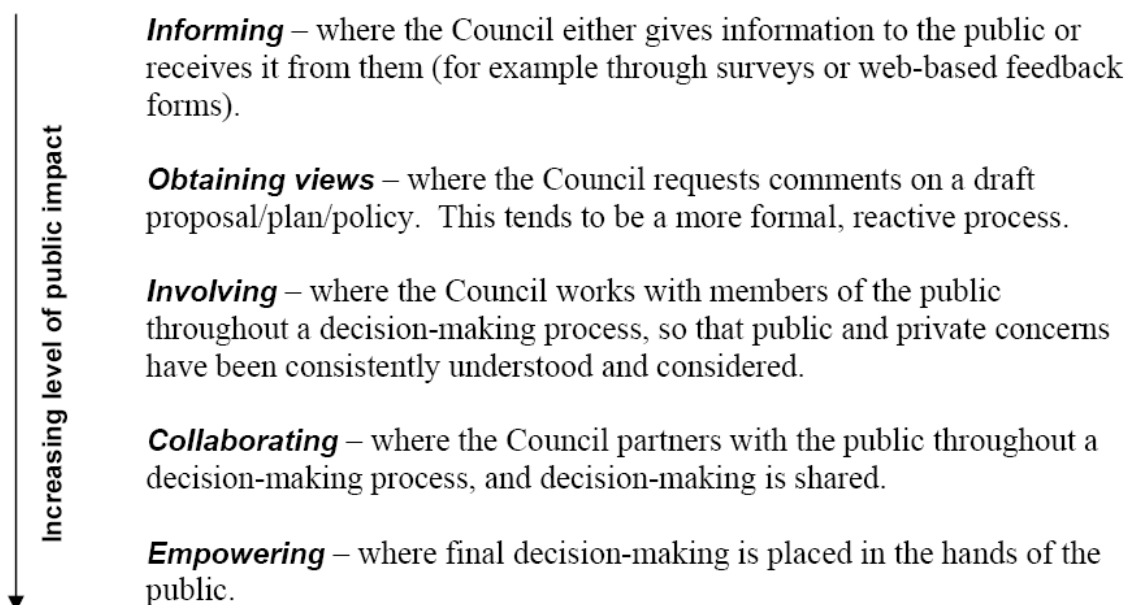 Increasing level of public impact
Informing – where the Council either gives information to the public or
receives it from them (for example through surveys or web-based feedback
forms).
Obtaining views – where the Council requests comments on a draft
proposal/plan/policy.  This tends to be a more formal, reactive process.
Involving – where the Council works with members of the public
throughout a decision-making process, so that public and private concerns
have been consistently understood and considered.
Collaborating – where the Council partners with the public throughout a
decision-making process, and decision-making is shared.
Empowering – where final decision-making is placed in the hands of the
public.